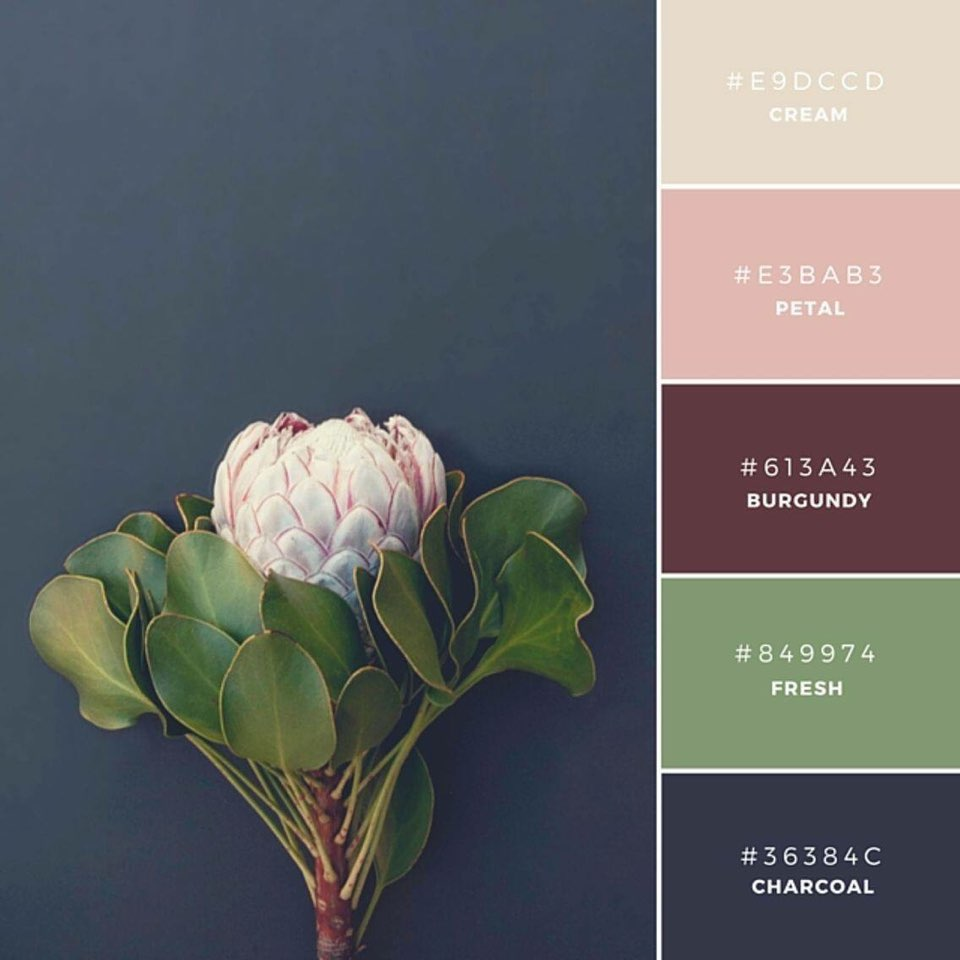 #E9DCCD
CREAM
#E3BAB3
PETAL
#613A43
BURGUNDY
#849974
FRESH
#36384C
CHARCOAL